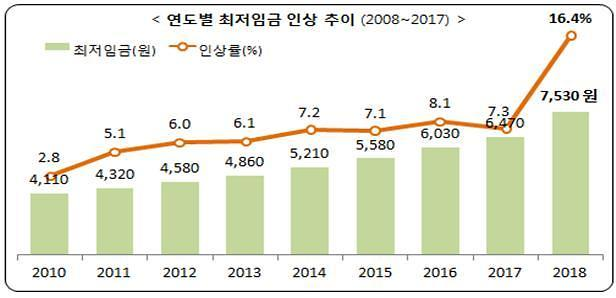 < 연도별 최저임금 인상 추이 (2008~2017) >
최저임금(원) 인상률(%)
16.4%
7,530 원
2.8 5.1 6.0 6.1 7.2 7.1 8.1 7.3
4,110 4,320 4,580 4,860 5,210 5,580 6,030 6,470
2010 2011 2012 2013 2014 2015 2016 2017 2018